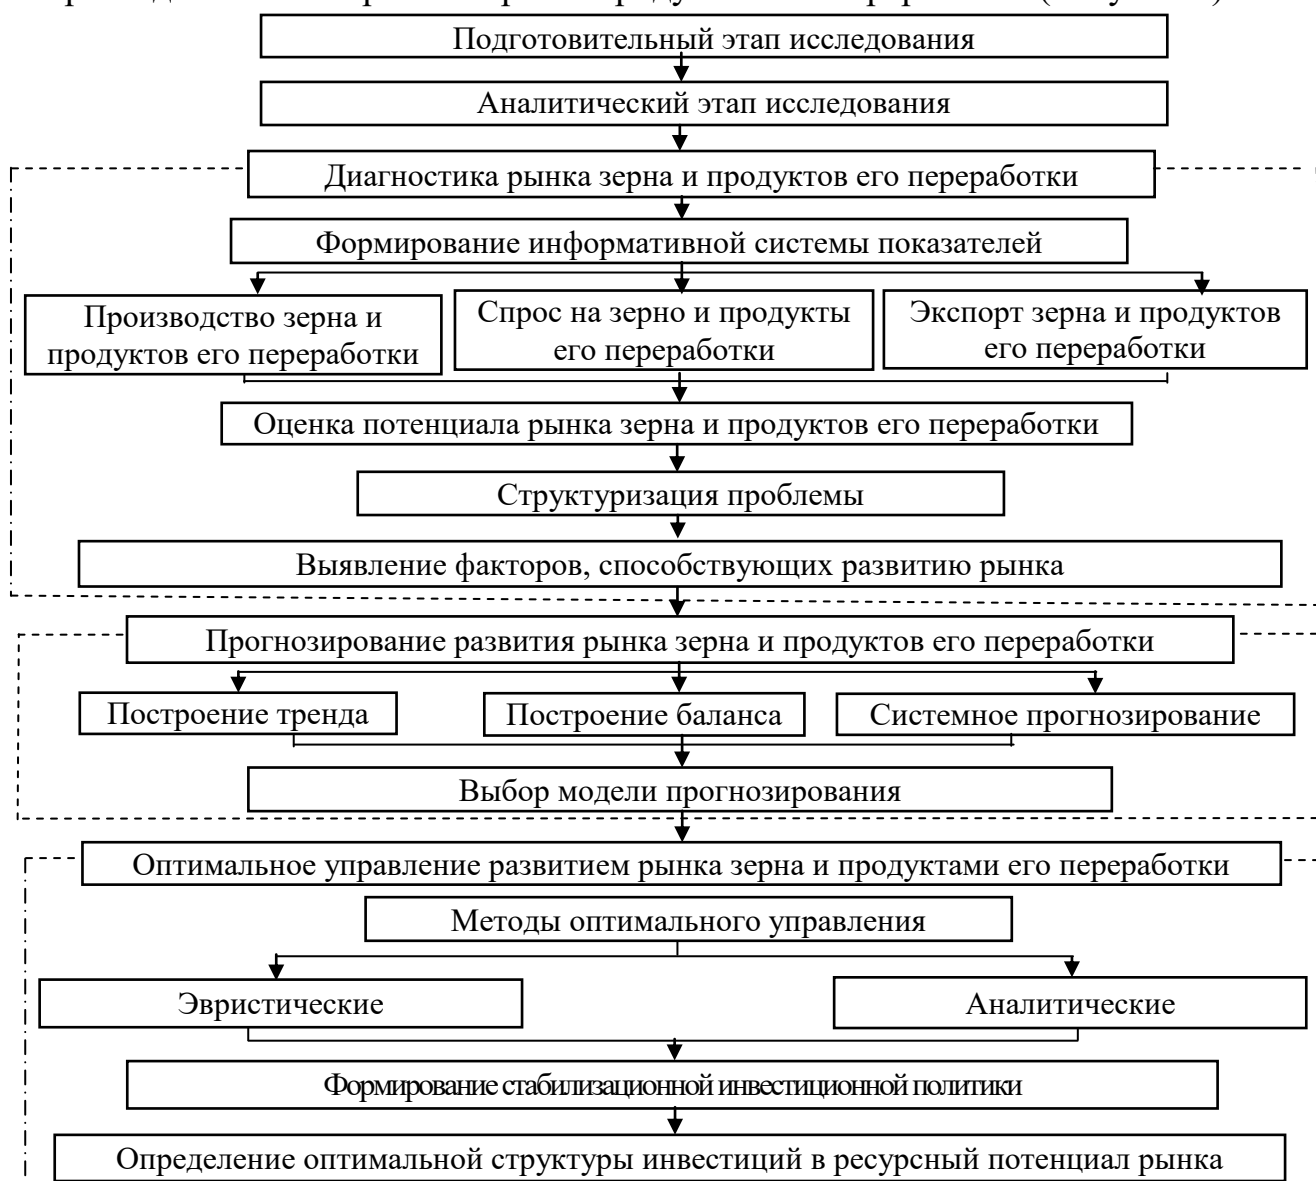 Подготовительный этап исследования
Аналитический этап исследования
Диагностика рынка зерна и продуктов его переработки
Формирование информативной системы показателей
Производство зерна и
продуктов его переработки
Спрос на зерно и продукты
его переработки
Экспорт зерна и продуктов
его переработки
Оценка потенциала рынка зерна и продуктов его переработки
Структуризация проблемы
Выявление факторов, способствующих развитию рынка
Прогнозирование развития рынка зерна и продуктов его переработки
Построение тренда
Построение баланса
Системное прогнозирование
Выбор модели прогнозирования
Оптимальное управление развитием рынка зерна и продуктами его переработки
Методы оптимального управления
Эвристические
Аналитические
Формирование стабилизационной инвестиционной политики
Определение оптимальной структуры инвестиций в ресурсный потенциал рынка